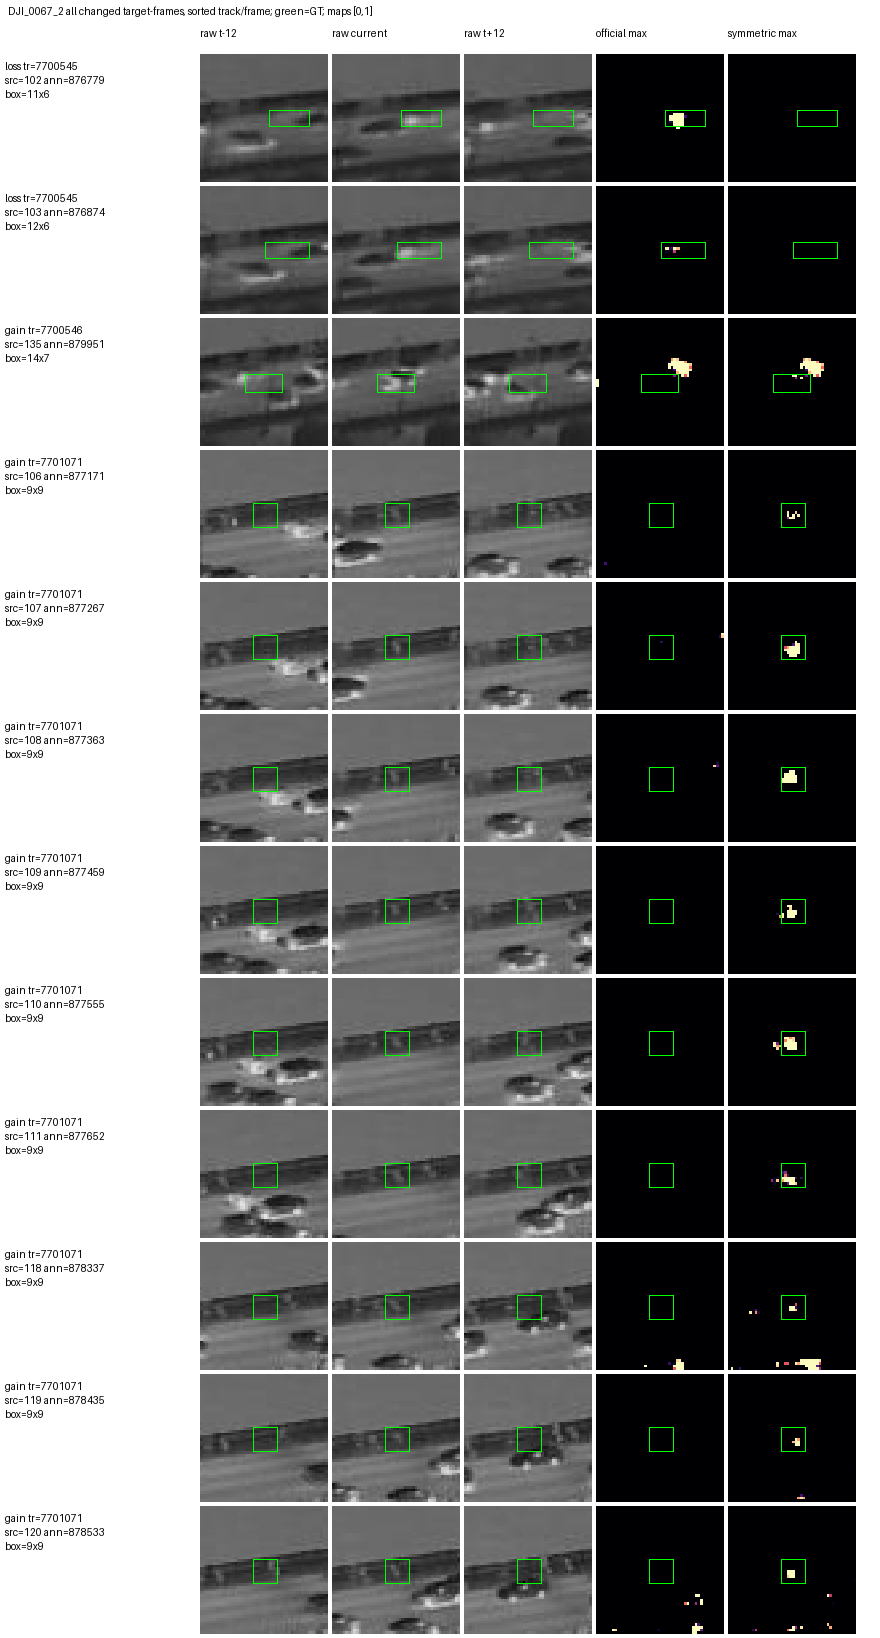 DJI_0067_2 all changed target-frames, sorted track/frame; green=GT; maps [0,1]
raw t-12 raw current raw t+12 official max symmetric max
loss tr=7700545
src=102 ann=876779
box=11x6
loss tr=7700545
src=103 ann=876874
box=12x6
gain tr=7700546
src=135 ann=879951
box=14x7
gain tr=7701071
src=106 ann=877171
box=9x9
gain tr=7701071
src=107 ann=877267
box=9x9
gain tr=7701071
src=108 ann=877363
box=9x9
gain tr=7701071
src=109 ann=877459
box=9x9
gain tr=7701071
src=110 ann=877555
box=9x9
gain tr=7701071
src=111 ann=877652
box=9x9
gain tr=7701071
src=118 ann=878337
box=9x9
gain tr=7701071
src=119 ann=878435
box=9x9
gain tr=7701071
src=120 ann=878533
box=9x9